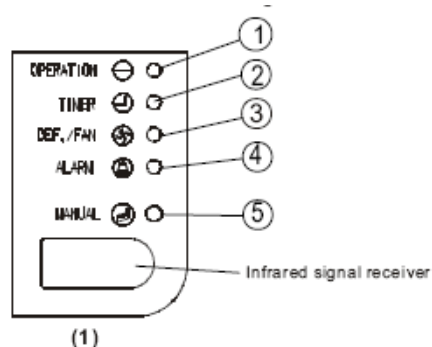 1
OPERATION
2
TIMER
3
DEF./FAN
4
ALARM
5
MANUAL
Infrared signal receiver
(1)